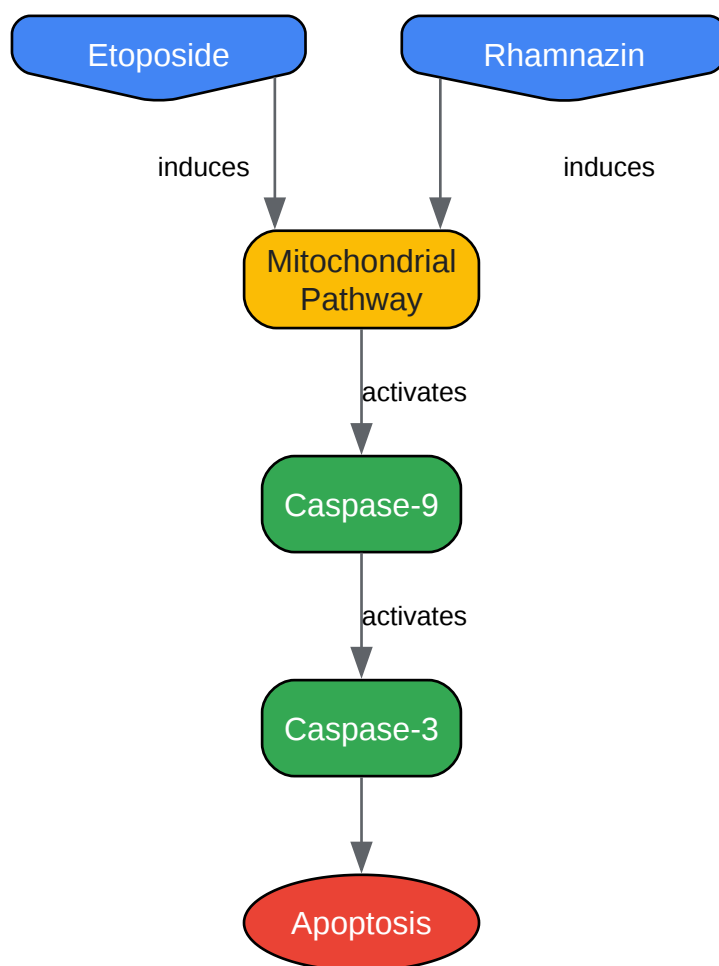 Etoposide
Rhamnazin
induces
induces
Mitochondrial
Pathway
activates
Caspase-9
activates
Caspase-3
Apoptosis